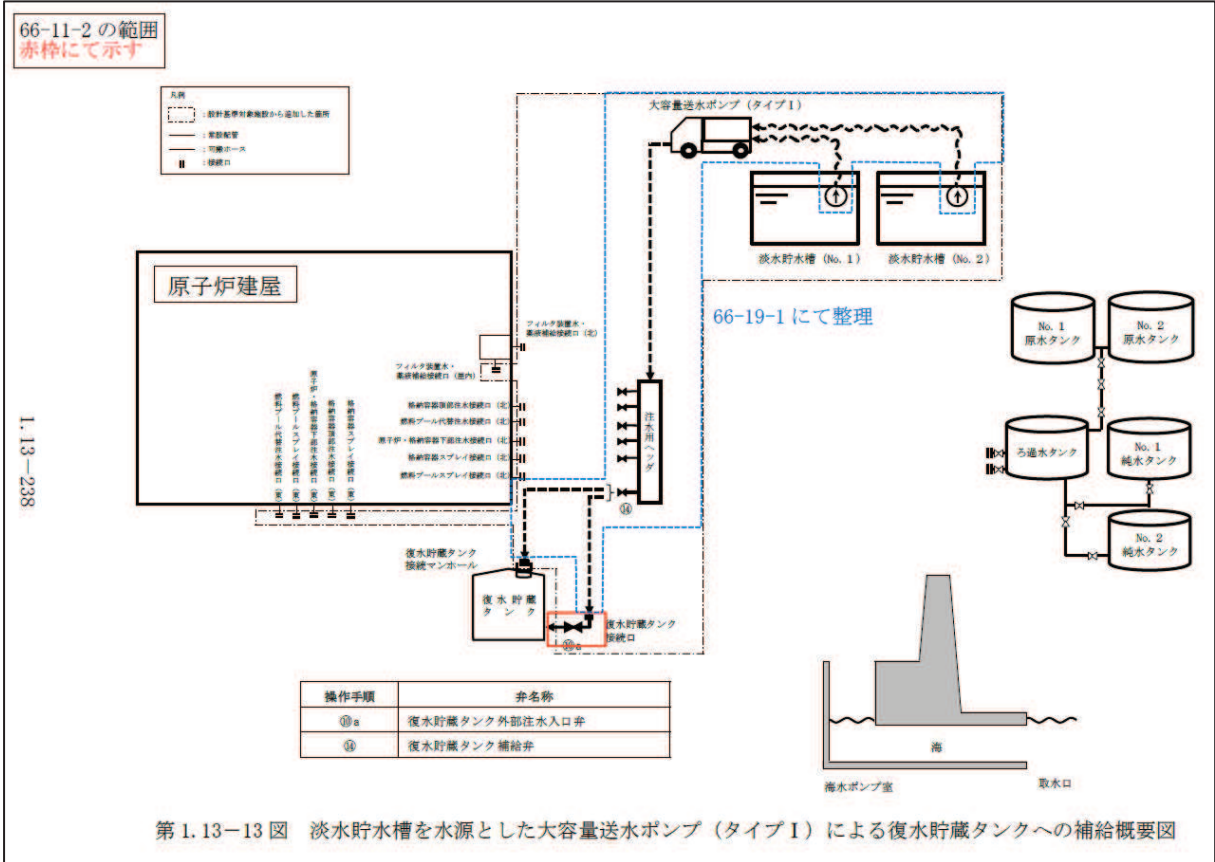 66-11-2 の範囲
赤枠にて示す
凡例
：設計基準対象施設から追加した箇所
：常設配管
：可搬ホース
：接続口
大容量送水ポンプ（タイプⅠ）
淡水貯水槽（No. 1）
淡水貯水槽（No. 2）
66-19-1 にて整理
原子炉建屋
フィルタ装置水・
薬液補給接続口（北）
フィルタ装置水・
薬液補給接続口（屋内）
格納容器頂部注水接続口（北）
燃料プール代替注水接続口（北）
原子炉・格納容器下部注水接続口（北）
格納容器スプレイ接続口（北）
燃料プールスプレイ接続口（北）
燃料プール代替注水接続口（東）
燃料プールスプレイ接続口（東）
原子炉・格納容器下部注水接続口（東）
格納容器頂部注水接続口（東）
格納容器スプレイ接続口（東）
注水用ヘッダ
⑭
No. 1
原水タンク
No. 2
原水タンク
ろ過水タンク
No. 1
純水タンク
No. 2
純水タンク
復水貯蔵タンク
接続マンホール
復水貯蔵
タンク
復水貯蔵タンク
接続口
⑩a
操作手順
弁名称
⑩a
復水貯蔵タンク外部注水入口弁
⑭
復水貯蔵タンク補給弁
海
海水ポンプ室
取水口
第 1.13－13 図　淡水貯水槽を水源とした大容量送水ポンプ（タイプⅠ）による復水貯蔵タンクへの補給概要図
1.13－238